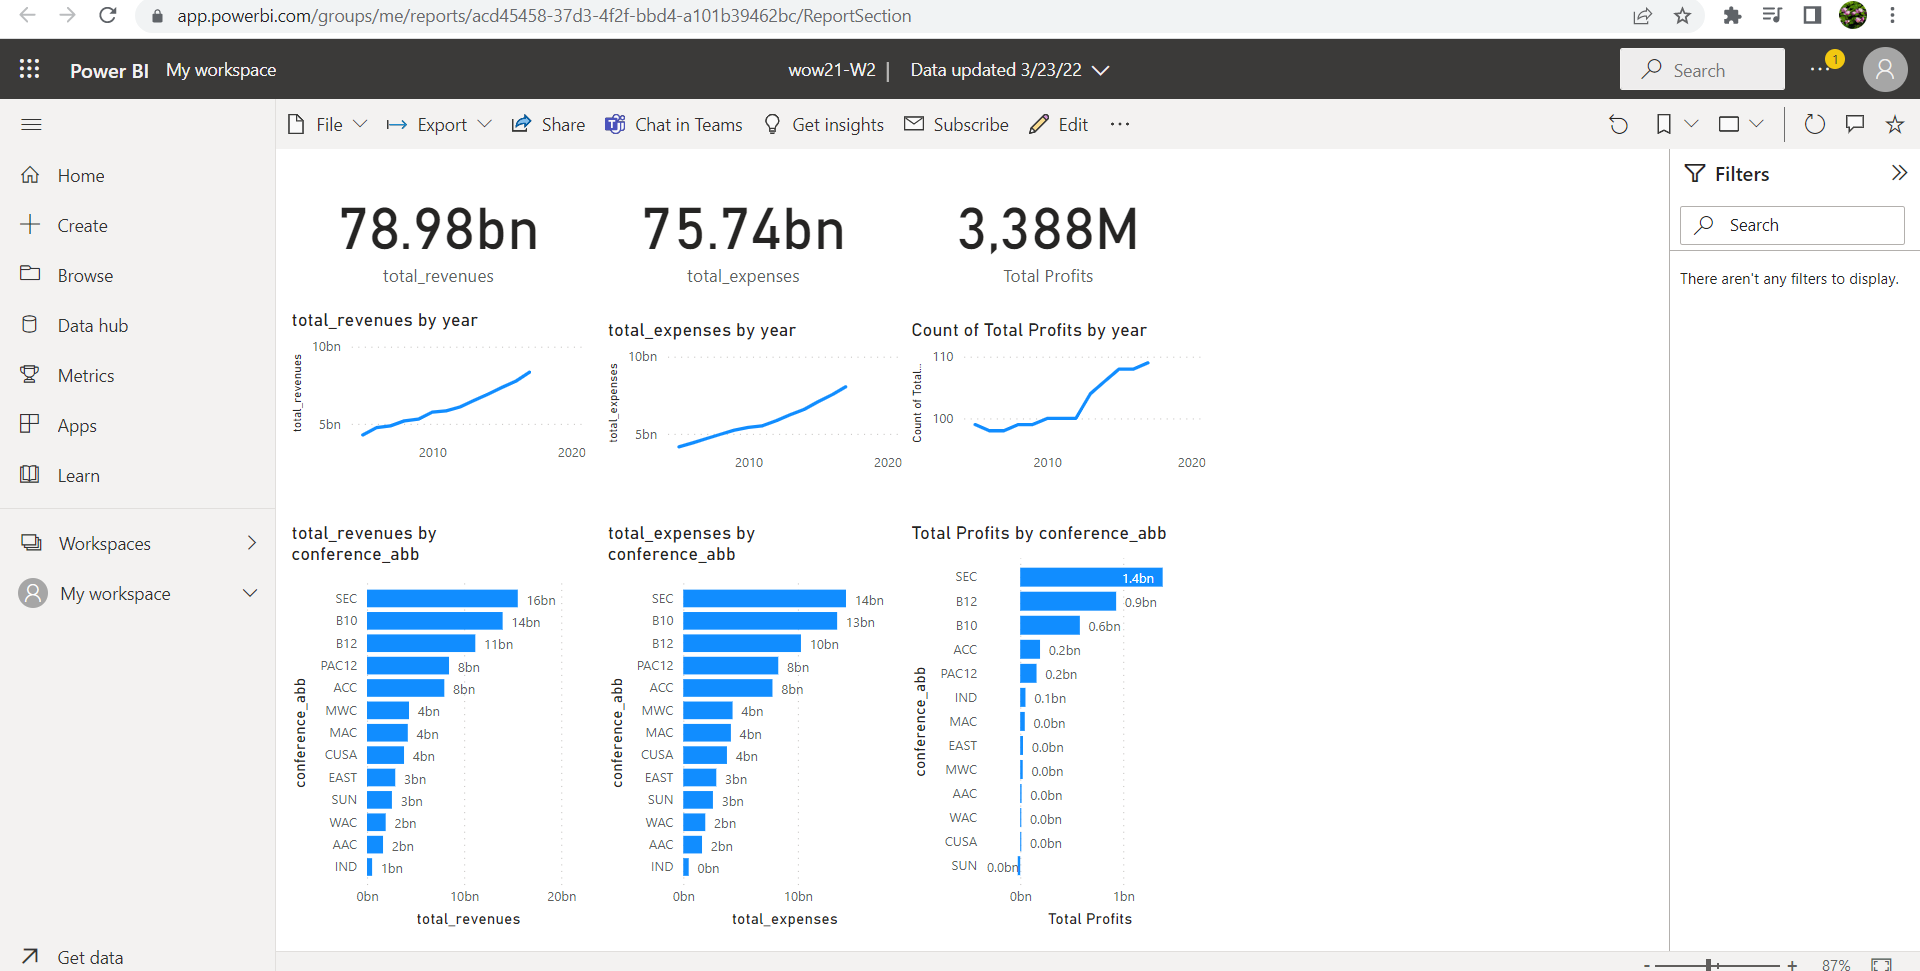 app.powerbi.com/groups/me/reports/acd45458-37d3-4f2f-bbd4-a101b39462bc/ReportSection
Power BI My workspace
wow21-W2 | Data updated 3/23/22
Search
1
File Export Share Chat in Teams Get insights Subscribe Edit
Home
Create
Browse
Data hub
Metrics
Apps
Learn
Workspaces
My workspace
Get data
78.98bn
total_revenues
75.74bn
total_expenses
3,388M
Total Profits
total_revenues by year
total_revenues
10bn
5bn
2010 2020
total_expenses by year
total_expenses
10bn
5bn
2010 2020
Count of Total Profits by year
Count of Total...
110
100
2010 2020
total_revenues by
conference_abb
conference_abb
SEC 16bn
B10 14bn
B12 11bn
PAC12 8bn
ACC 8bn
MWC 4bn
MAC 4bn
CUSA 4bn
EAST 3bn
SUN 3bn
WAC 2bn
AAC 2bn
IND 1bn
0bn 10bn 20bn
total_revenues
total_expenses by
conference_abb
conference_abb
SEC 14bn
B10 13bn
B12 10bn
PAC12 8bn
ACC 8bn
MWC 4bn
MAC 4bn
CUSA 4bn
EAST 3bn
SUN 3bn
WAC 2bn
AAC 2bn
IND 0bn
0bn 10bn
total_expenses
Total Profits by conference_abb
conference_abb
SEC 1.4bn
B12 0.9bn
B10 0.6bn
ACC 0.2bn
PAC12 0.2bn
IND 0.1bn
MAC 0.0bn
EAST 0.0bn
MWC 0.0bn
AAC 0.0bn
WAC 0.0bn
CUSA 0.0bn
SUN 0.0bn
0bn 1bn
Total Profits
Filters
Search
There aren't any filters to display.
- + 87%